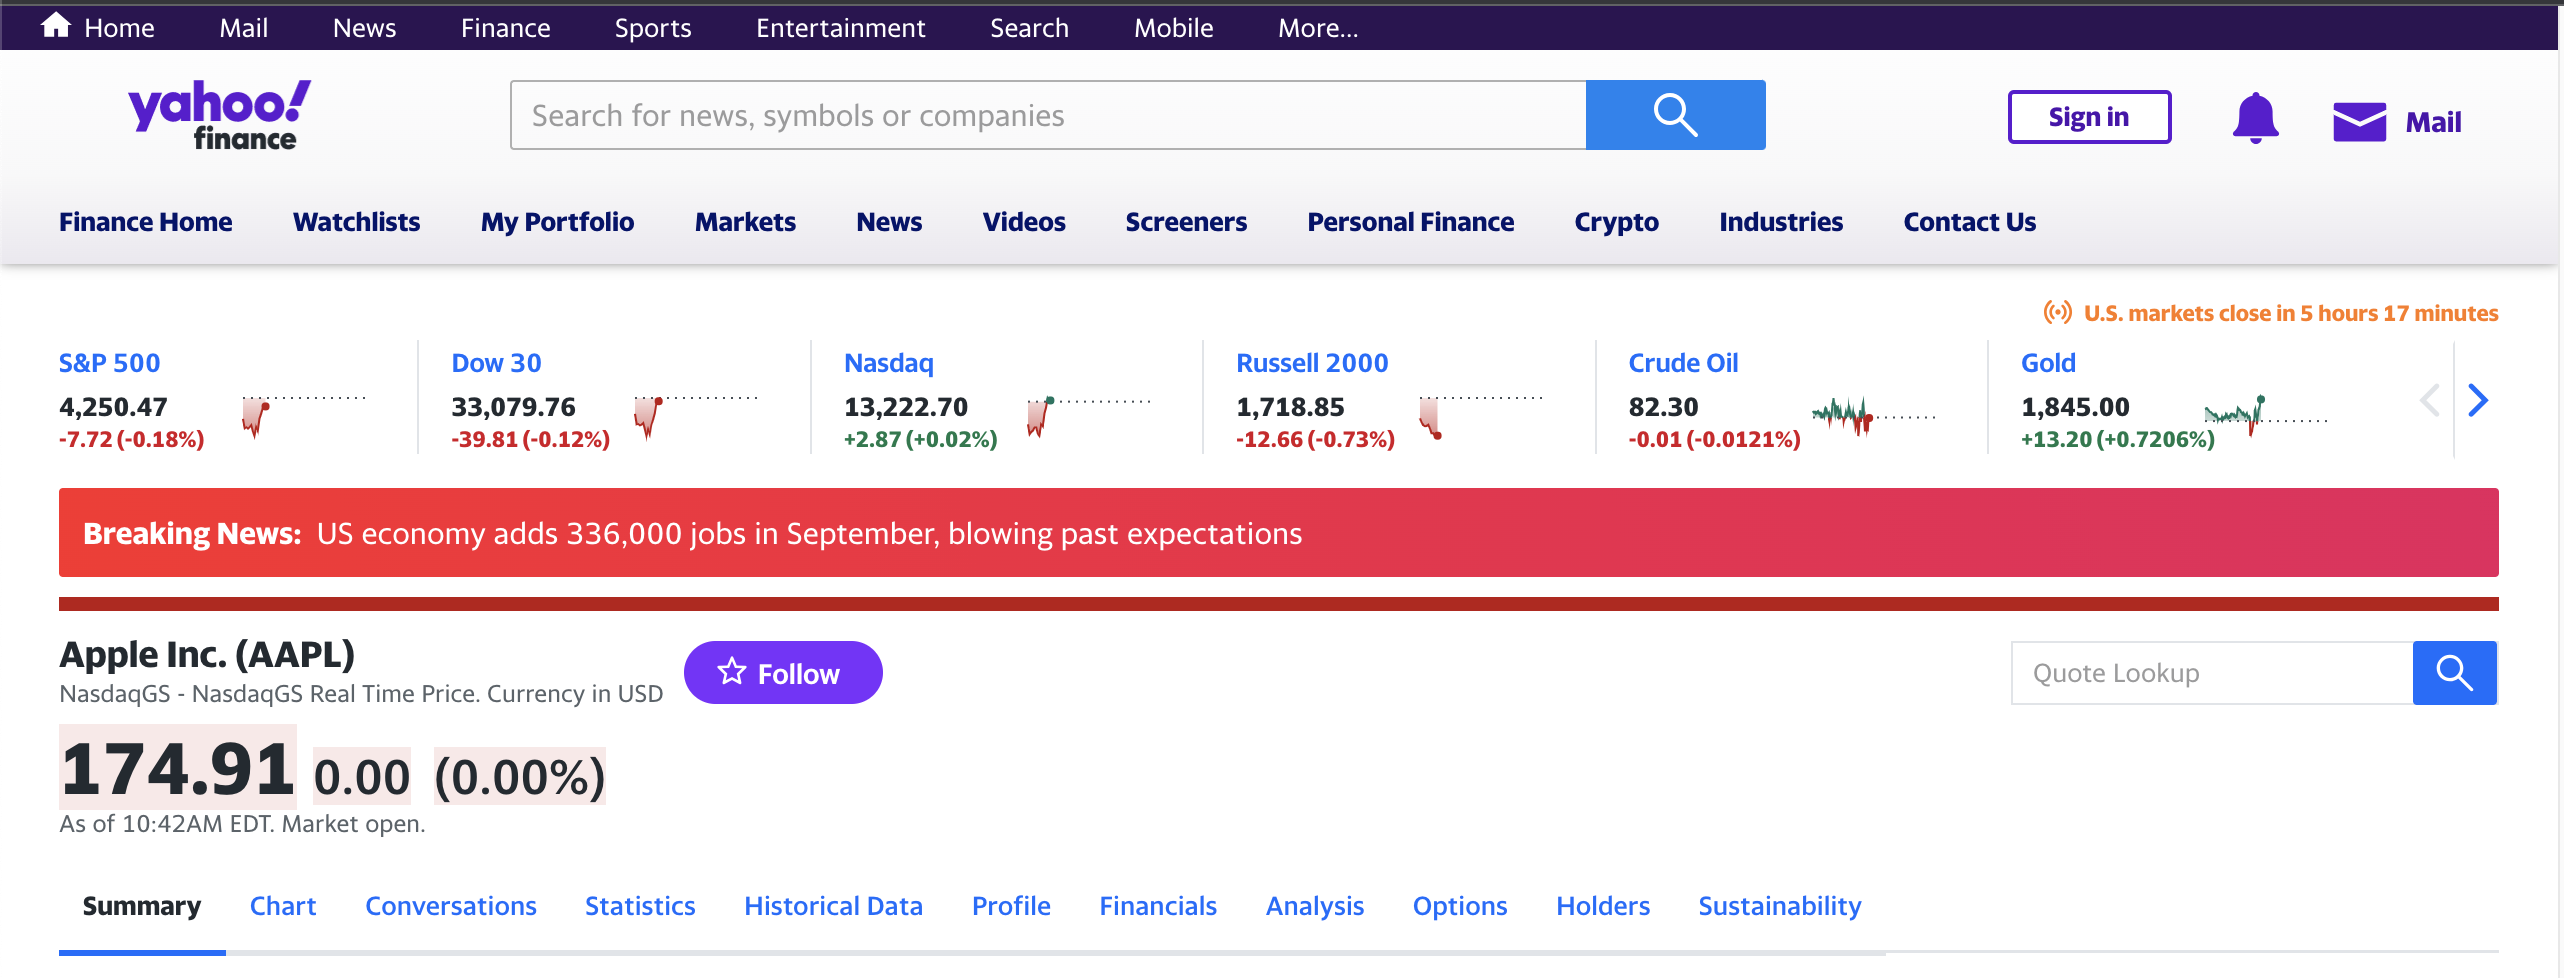 Home Mail News Finance Sports Entertainment Search Mobile More...
yahoo!
finance
Search for news, symbols or companies
Sign in
Mail
Finance Home Watchlists My Portfolio Markets News Videos Screeners Personal Finance Crypto Industries Contact Us
U.S. markets close in 5 hours 17 minutes
S&P 500
4,250.47
-7.72 (-0.18%)
Dow 30
33,079.76
-39.81 (-0.12%)
Nasdaq
13,222.70
+2.87 (+0.02%)
Russell 2000
1,718.85
-12.66 (-0.73%)
Crude Oil
82.30
-0.01 (-0.0121%)
Gold
1,845.00
+13.20 (+0.7206%)
Breaking News: US economy adds 336,000 jobs in September, blowing past expectations
Apple Inc. (AAPL)
NasdaqGS - NasdaqGS Real Time Price. Currency in USD
Follow
Quote Lookup
174.91 0.00 (0.00%)
As of 10:42AM EDT. Market open.
Summary Chart Conversations Statistics Historical Data Profile Financials Analysis Options Holders Sustainability